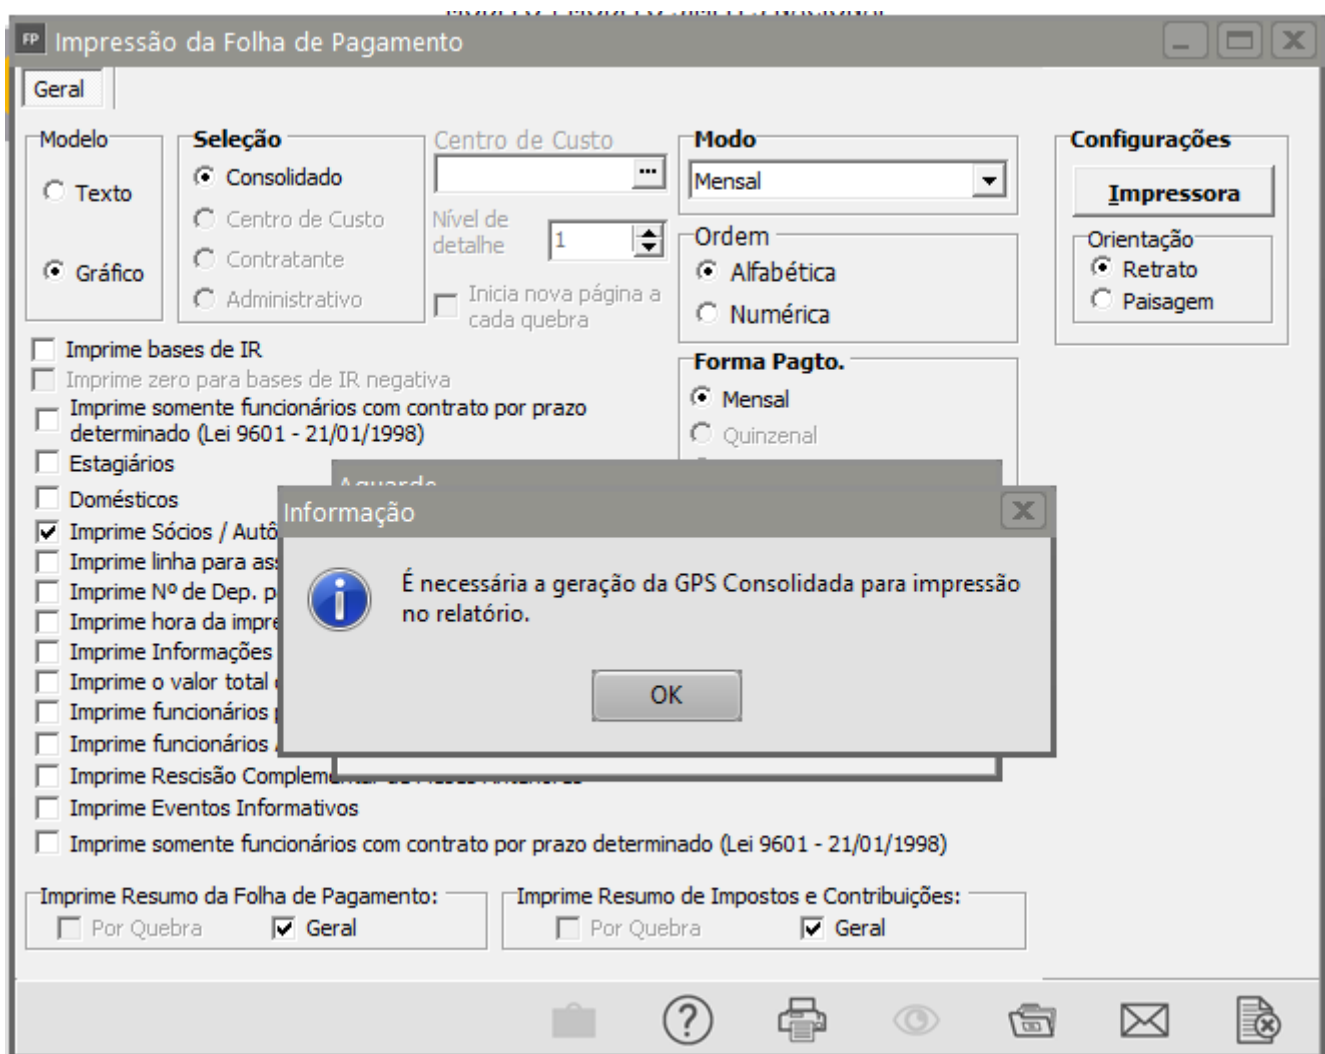 FP Impressão da Folha de Pagamento
Geral
Modelo
Texto
Gráfico
Seleção
Consolidado
Centro de Custo
Contratante
Administrativo
Centro de Custo
...
Nível de
detalhe
1
Inicia nova página a
cada quebra
Modo
Mensal
Ordem
Alfabética
Numérica
Forma Pagto.
Mensal
Quinzenal
Configurações
Impressora
Orientação
Retrato
Paisagem
Imprime bases de IR
Imprime zero para bases de IR negativa
Imprime somente funcionários com contrato por prazo
determinado (Lei 9601 - 21/01/1998)
Estagiários
Domésticos
Imprime Sócios / Autô
Imprime linha para ass
Imprime Nº de Dep. p
Imprime hora da impre
Imprime Informações
Imprime o valor total
Imprime funcionários
Imprime funcionários
Imprime Rescisão Complem
Imprime Eventos Informativos
Imprime somente funcionários com contrato por prazo determinado (Lei 9601 - 21/01/1998)
Aguarde
Informação
É necessária a geração da GPS Consolidada para impressão
no relatório.
OK
Imprime Resumo da Folha de Pagamento:
Por Quebra
Geral
Imprime Resumo de Impostos e Contribuições:
Por Quebra
Geral